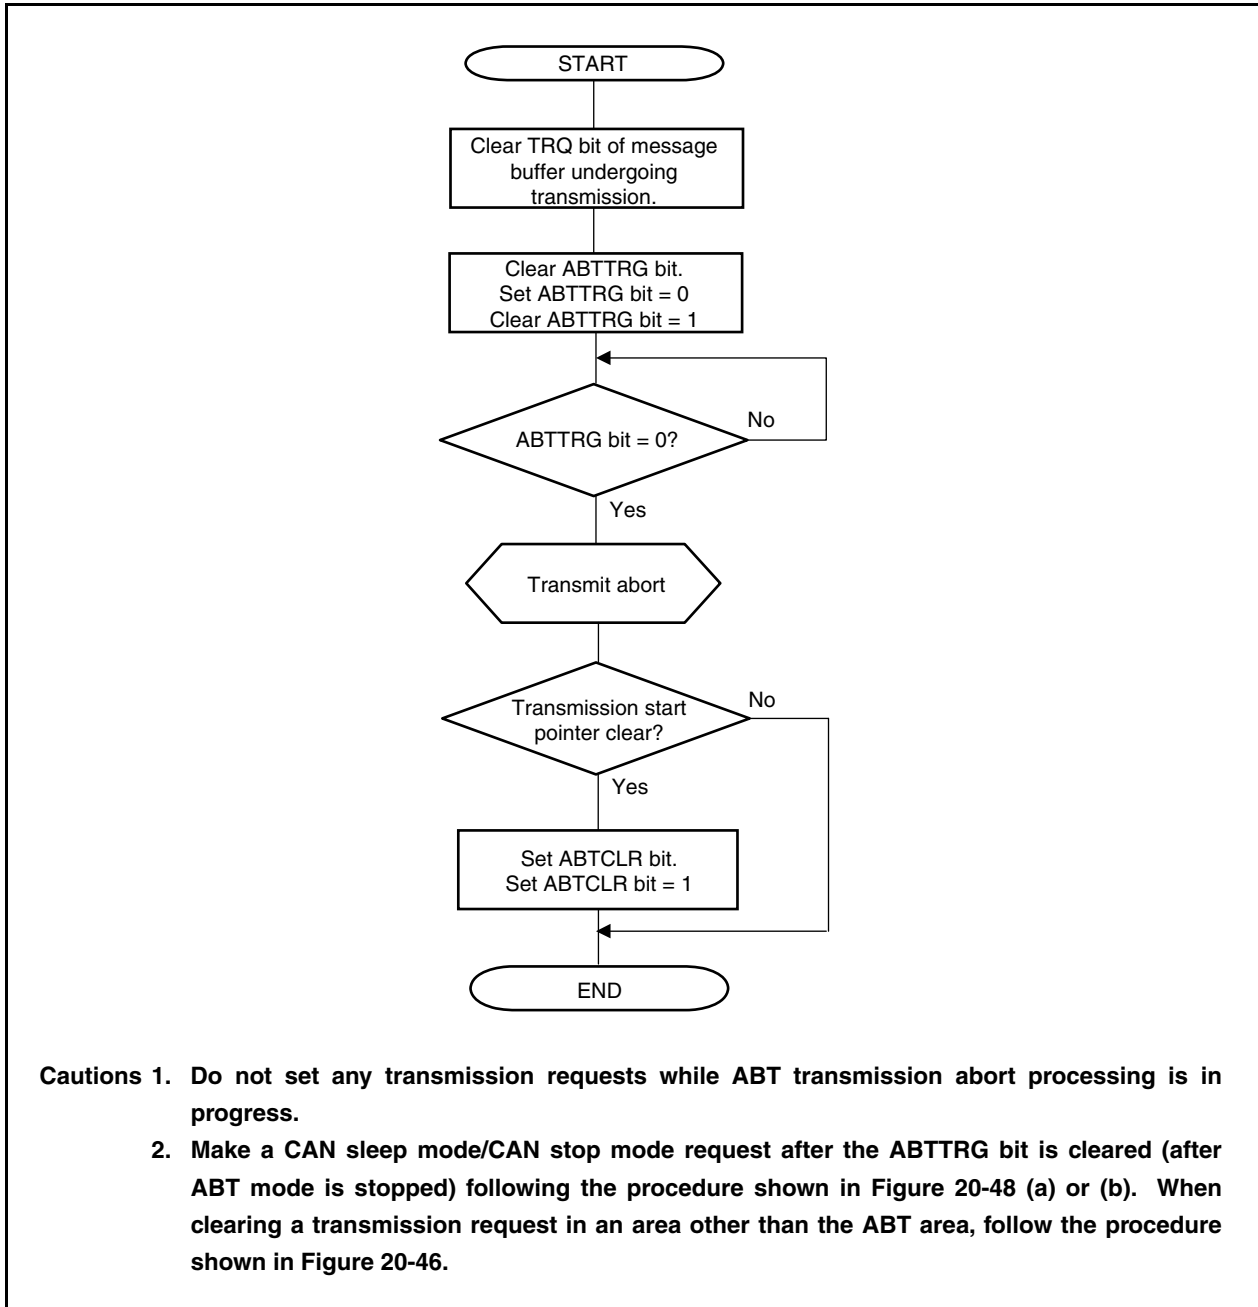 START
Clear TRQ bit of message
buffer undergoing
transmission.
Clear ABTTRG bit.
Set ABTTRG bit = 0
Clear ABTTRG bit = 1
ABTTRG bit = 0?
No
Yes
Transmit abort
Transmission start
pointer clear?
No
Yes
Set ABTCLR bit.
Set ABTCLR bit = 1
END
Cautions 1. Do not set any transmission requests while ABT transmission abort processing is in
progress.
2. Make a CAN sleep mode/CAN stop mode request after the ABTTRG bit is cleared (after
ABT mode is stopped) following the procedure shown in Figure 20-48 (a) or (b). When
clearing a transmission request in an area other than the ABT area, follow the procedure
shown in Figure 20-46.